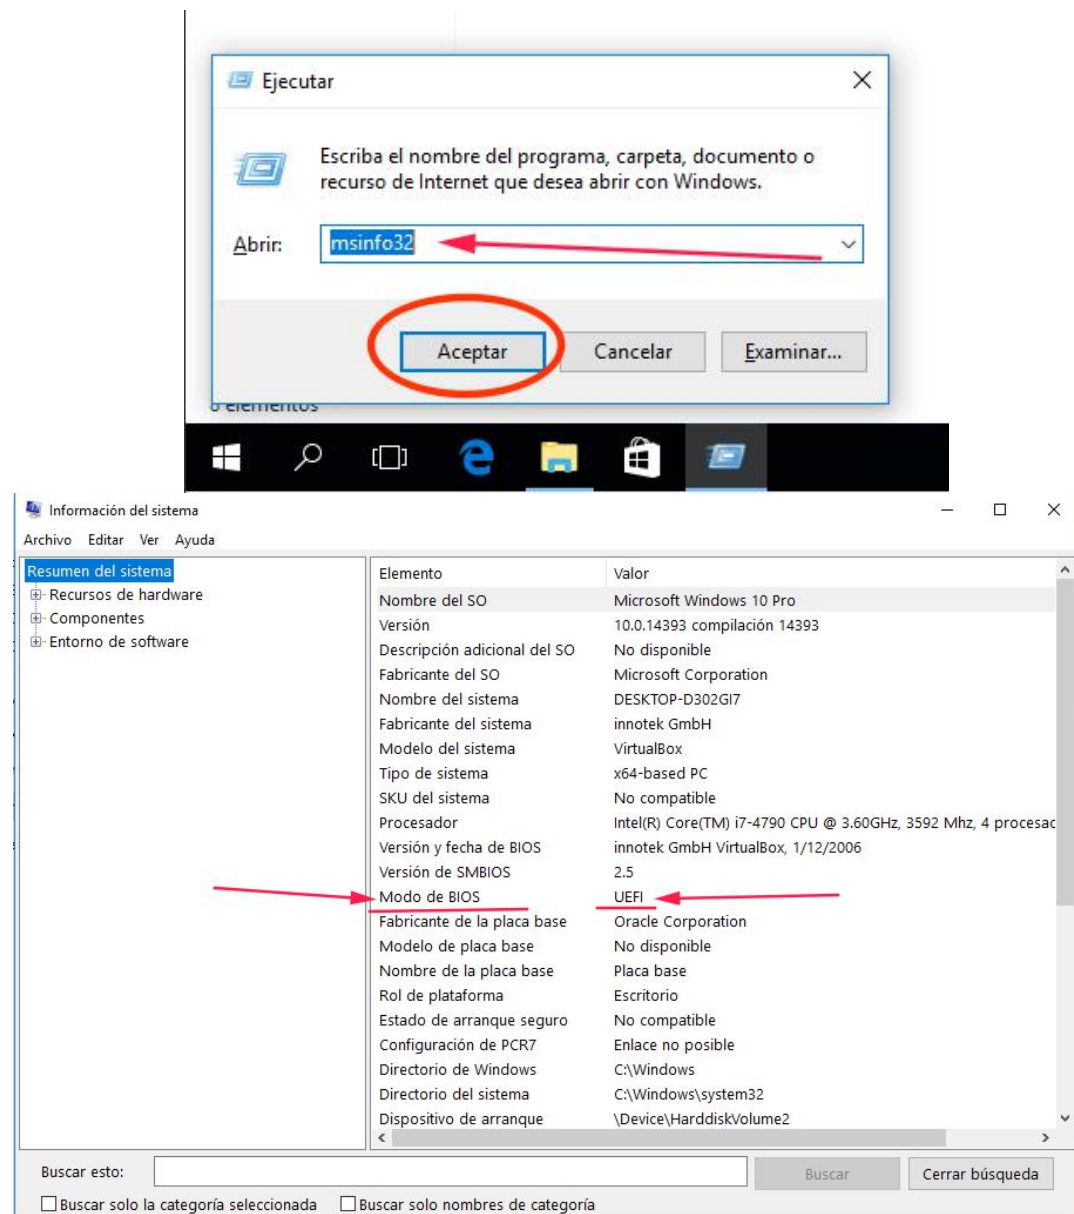 Ejecutar
Escriba el nombre del programa, carpeta, documento o
recurso de Internet que desea abrir con Windows.
Abrir: msinfo32
Aceptar Cancelar Examinar...
elementos
Información del sistema
Archivo Editar Ver Ayuda
Resumen del sistema
Recursos de hardware
Componentes
Entorno de software
Elemento Valor
Nombre del SO Microsoft Windows 10 Pro
Versión 10.0.14393 compilación 14393
Descripción adicional del SO No disponible
Fabricante del SO Microsoft Corporation
Nombre del sistema DESKTOP-D302GI7
Fabricante del sistema innotek GmbH
Modelo del sistema VirtualBox
Tipo de sistema x64-based PC
SKU del sistema No compatible
Procesador Intel(R) Core(TM) i7-4790 CPU @ 3.60GHz, 3592 Mhz, 4 procesac
Versión y fecha de BIOS innotek GmbH VirtualBox, 1/12/2006
Versión de SMBIOS 2.5
Modo de BIOS UEFI
Fabricante de la placa base Oracle Corporation
Modelo de placa base No disponible
Nombre de la placa base Placa base
Rol de plataforma Escritorio
Estado de arranque seguro No compatible
Configuración de PCR7 Enlace no posible
Directorio de Windows C:\Windows
Directorio del sistema C:\Windows\system32
Dispositivo de arranque \Device\HarddiskVolume2
Buscar esto: Buscar Cerrar búsqueda
Buscar solo la categoría seleccionada Buscar solo nombres de categoría